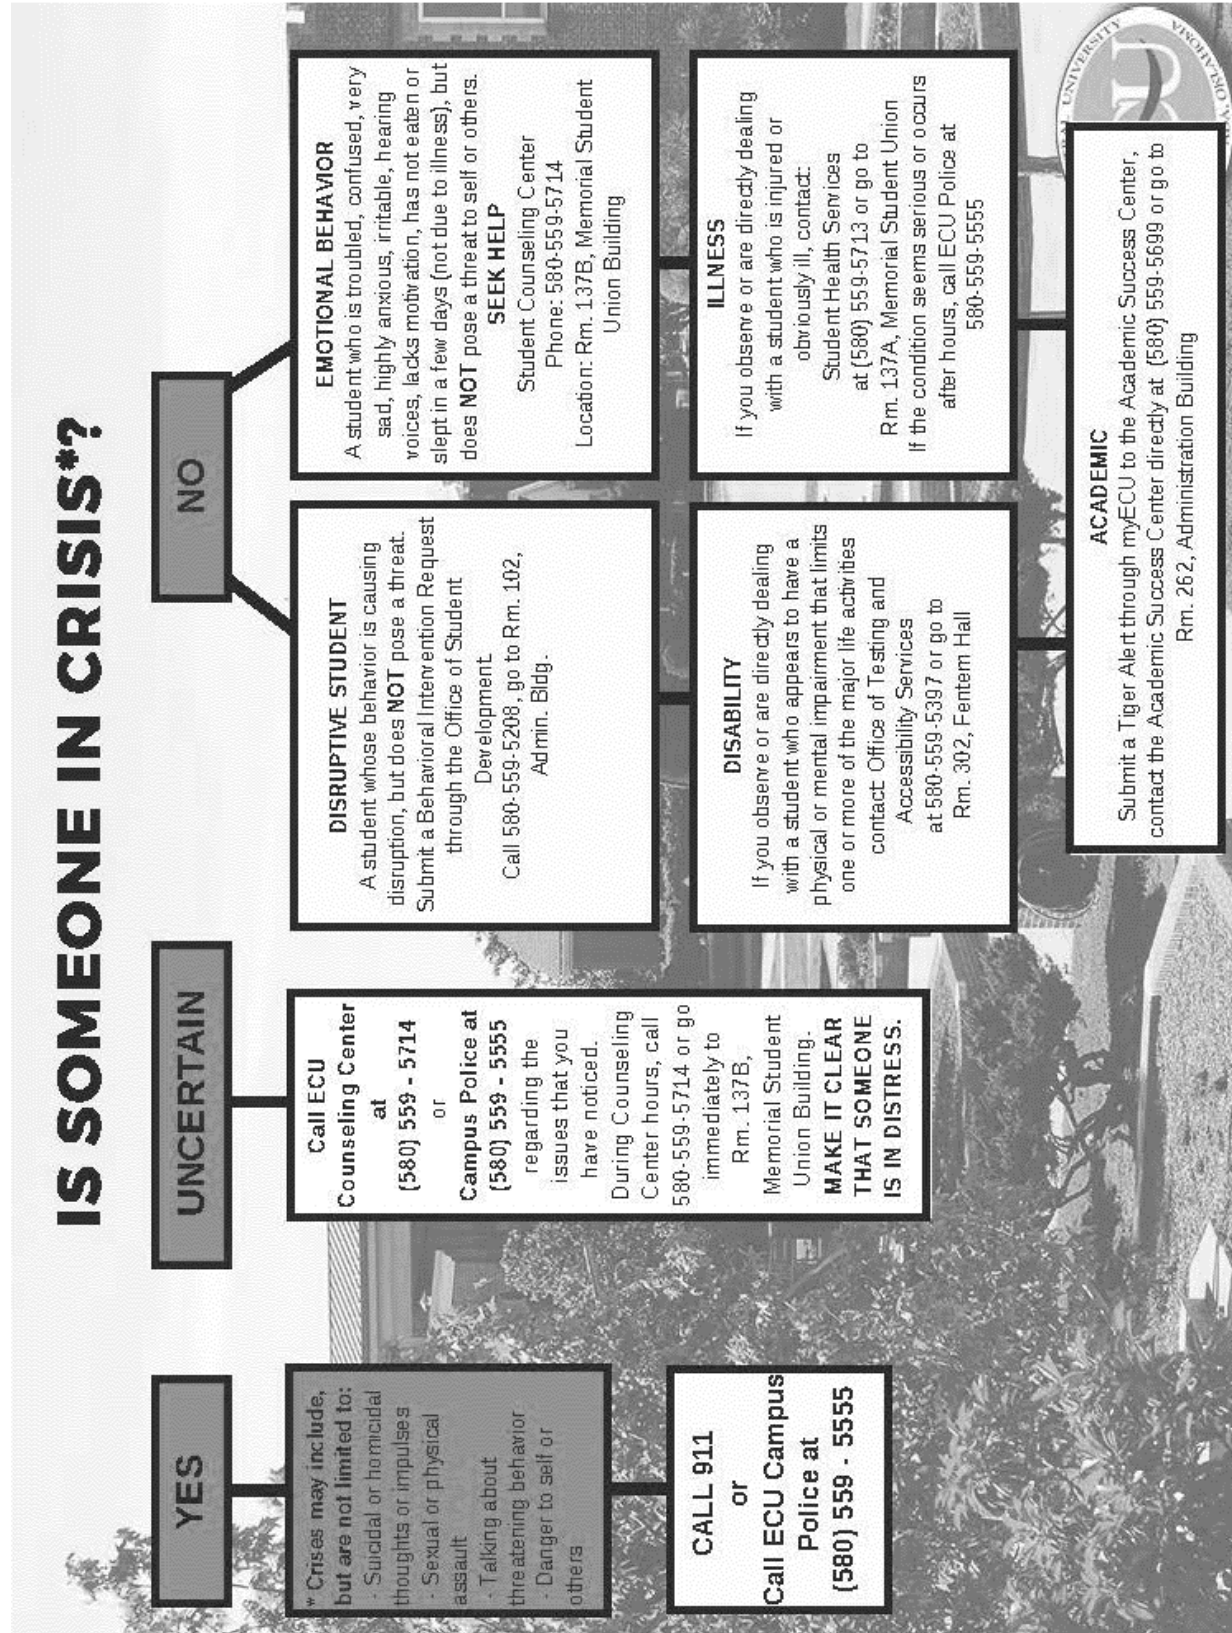 IS SOMEONE IN CRISIS*?
YES
* Crises may include,
but are not limited to:
- Suicidal or homicidal
thoughts or impulses
- Sexual or physical
assault
- Talking about
threatening behavior
- Danger to self or
others
CALL 911
or
Call ECU Campus
Police at
(580) 559 - 5555
UNCERTAIN
Call ECU
Counseling Center
at
(580) 559 - 5714
or
Campus Police at
(580) 559 - 5555
regarding the
issues that you
have noticed.
During Counseling
Center hours, call
580-559-5714 or go
immediately to
Rm. 137B,
Memorial Student
Union Building.
MAKE IT CLEAR
THAT SOMEONE
IS IN DISTRESS.
NO
DISRUPTIVE STUDENT
A student whose behavior is causing
disruption, but does NOT pose a threat.
Submit a Behavioral Intervention Request
through the Office of Student
Development.
Call 580-559-5208, go to Rm. 102,
Admin. Bldg.
EMOTIONAL BEHAVIOR
A student who is troubled, confused, very
sad, highly anxious, irritable, hearing
voices, lacks motivation, has not eaten or
slept in a few days (not due to illness), but
does NOT pose a threat to self or others.
SEEK HELP
Student Counseling Center
Phone: 580-559-5714
Location: Rm. 137B, Memorial Student
Union Building
DISABILITY
If you observe or are directly dealing
with a student who appears to have a
physical or mental impairment that limits
one or more of the major life activities
contact: Office of Testing and
Accessibility Services
at 580-559-5397 or go to
Rm. 302, Fentem Hall
ILLNESS
If you observe or are directly dealing
with a student who is injured or
obviously ill, contact:
Student Health Services
at (580) 559-5713 or go to
Rm. 137A, Memorial Student Union
If the condition seems serious or occurs
after hours, call ECU Police at
580-559-5555
ACADEMIC
Submit a Tiger Alert through myECU to the Academic Success Center,
contact the Academic Success Center directly at (580) 559-5699 or go to
Rm. 262, Administration Building
UNIVERSITY
OKLAHOMA